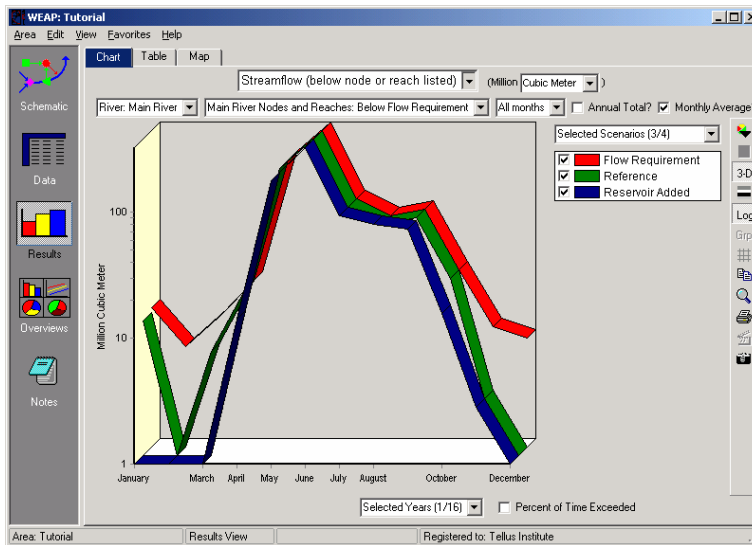 WEAP: Tutorial
Area Edit View Favorites Help
Chart Table Map
Streamflow (below node or reach listed) (Million Cubic Meter )
River: Main River Main River Nodes and Reaches: Below Flow Requirement All months Annual Total? Monthly Average
Selected Scenarios (3/4)
Flow Requirement
Reference
Reservoir Added
Schematic
Data
Results
Overviews
Notes
3-D
Log
Grp
Million Cubic Meter
100
10
1
January March April May June July August October December
Selected Years (1/16) Percent of Time Exceeded
Area: Tutorial Results View Registered to: Tellus Institute